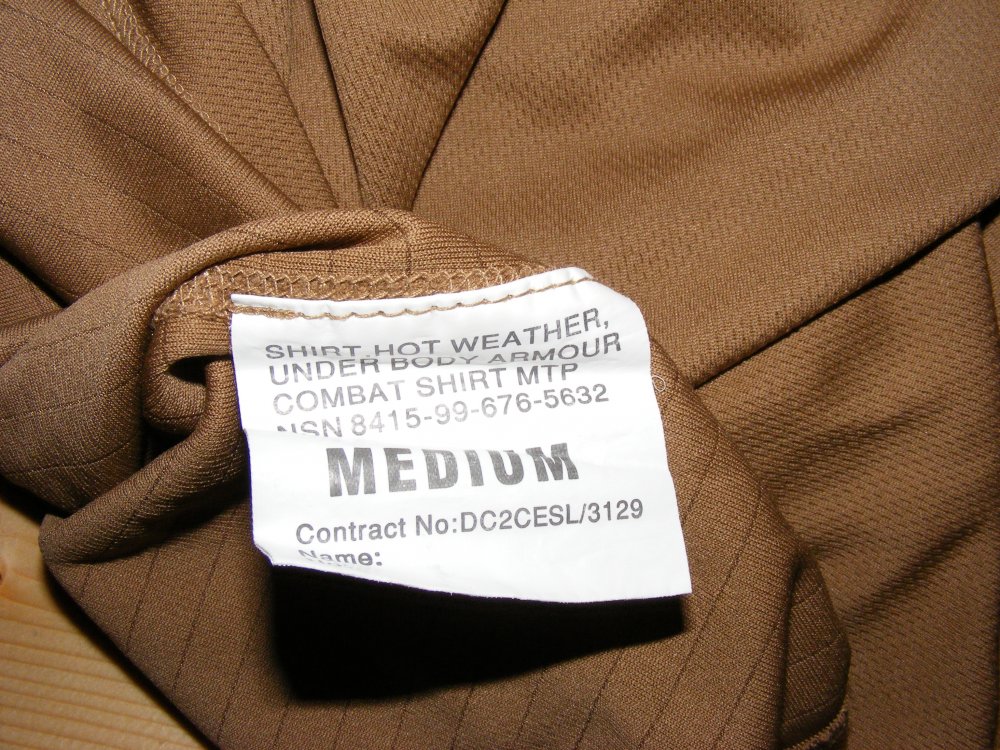 SHIRT, HOT WEATHER,
UNDER BODY ARMOUR
COMBAT SHIRT MTP
NSN 8415-99-676-5632
MEDIUM
Contract No:DC2CESL/3129
Name: